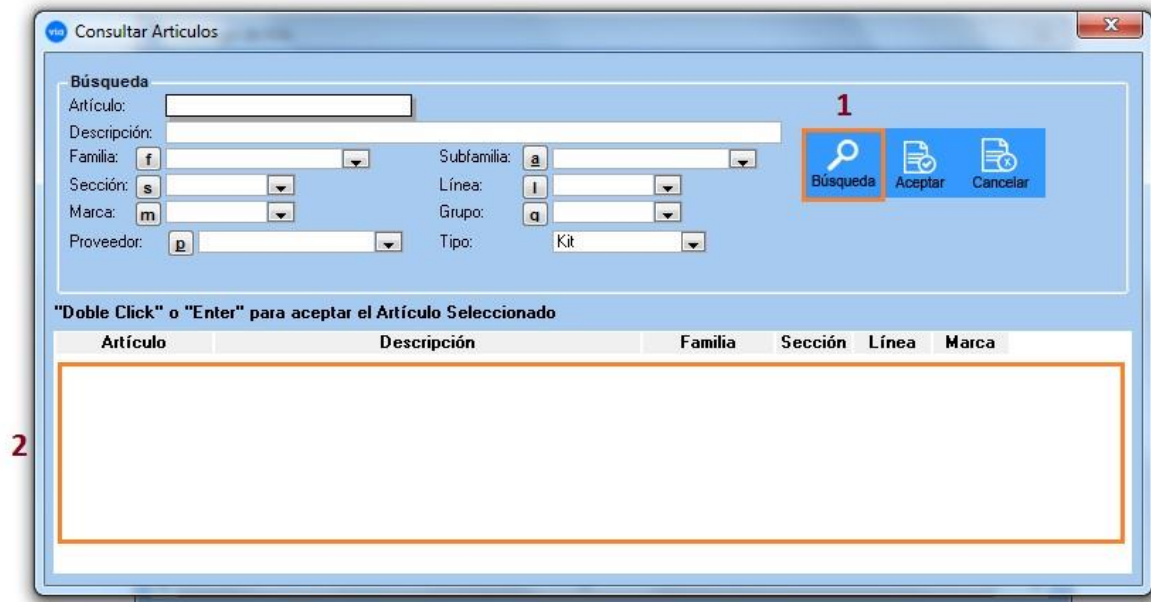 via Consultar Articulos
x
Búsqueda
Artículo:
1
Descripción:
Familia: f Subfamilia: a
Búsqueda Aceptar Cancelar
Sección: s Línea: l
Marca: m Grupo: g
Proveedor: p Tipo: Kit
"Doble Click" o "Enter" para aceptar el Artículo Seleccionado
Artículo Descripción Familia Sección Línea Marca
2